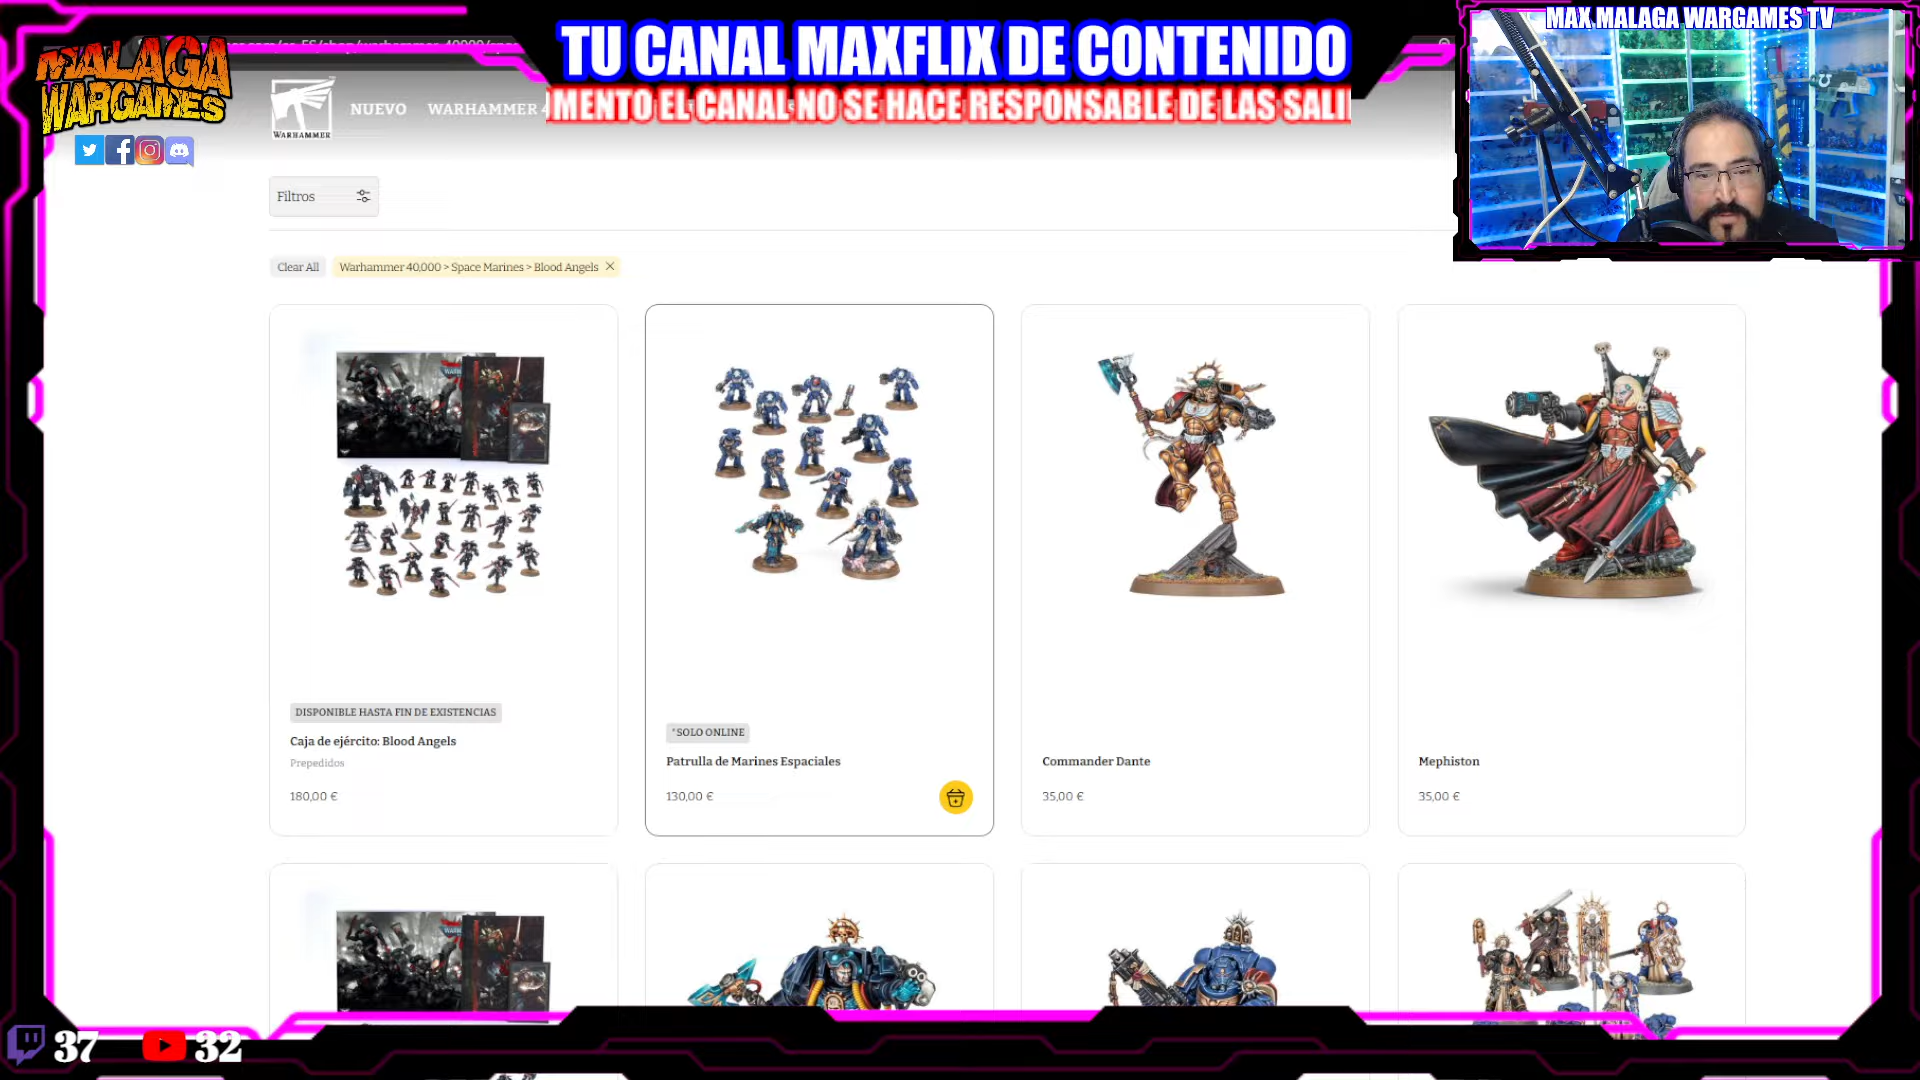 TU CANAL MAXFLIX DE CONTENIDO
MENTO EL CANAL NO SE HACE RESPONSABLE DE LAS SALI
MAX MALAGA WARGAMES TV
MALAGA
WARGAMES
WARHAMMER
NUEVO
WARHAMMER 4
Filtros
Clear All
Warhammer 40,000 > Space Marines > Blood Angels
DISPONIBLE HASTA FIN DE EXISTENCIAS
Caja de ejército: Blood Angels
Prepedidos
180,00 €
*SOLO ONLINE
Patrulla de Marines Espaciales
130,00 €
Commander Dante
35,00 €
Mephiston
35,00 €
37
32